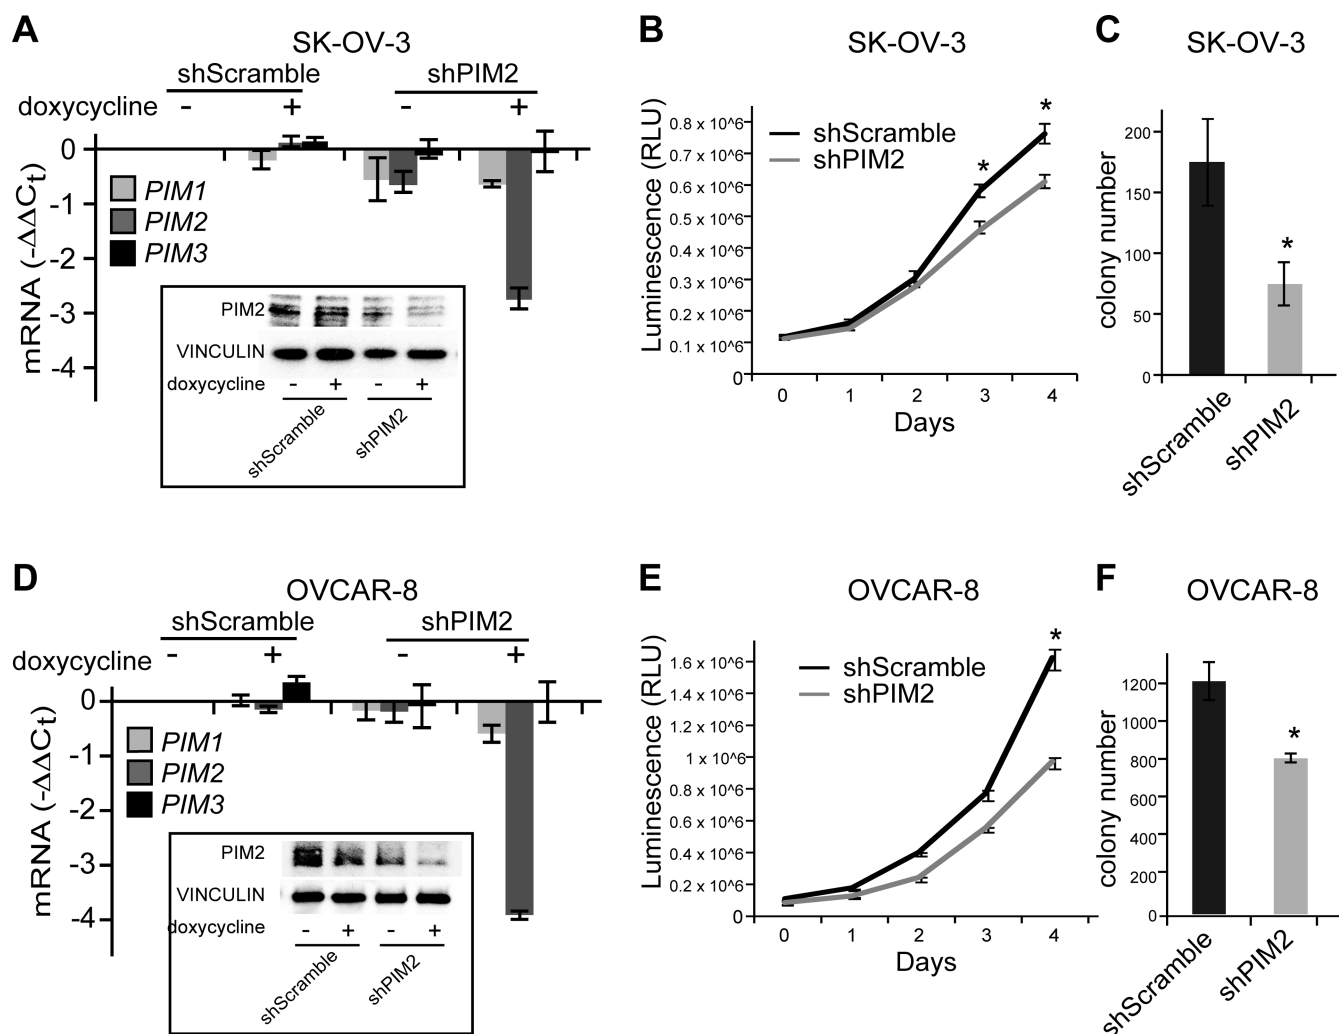 A
SK-OV-3
shScramble
shPIM2
doxycycline - + - +
mRNA (-ΔΔCt)
0
-1
-2
-3
-4
PIM1
PIM2
PIM3
PIM2
VINCULIN
doxycycline - + - +
shScramble
shPIM2
B
SK-OV-3
Luminescence (RLU)
0.8 x 10^6
0.7 x 10^6
0.6 x 10^6
0.5 x 10^6
0.4 x 10^6
0.3 x 10^6
0.2 x 10^6
0.1 x 10^6
0
shScramble
shPIM2
*
*
0 1 2 3 4
Days
C
SK-OV-3
colony number
200
150
100
50
0
*
shScramble
shPIM2
D
OVCAR-8
shScramble
shPIM2
doxycycline - + - +
mRNA (-ΔΔCt)
0
-1
-2
-3
-4
PIM1
PIM2
PIM3
PIM2
VINCULIN
doxycycline - + - +
shScramble
shPIM2
E
OVCAR-8
Luminescence (RLU)
1.6 x 10^6
1.4 x 10^6
1.2 x 10^6
1 x 10^6
0.8 x 10^6
0.6 x 10^6
0.4 x 10^6
0.2 x 10^6
0
shScramble
shPIM2
*
0 1 2 3 4
Days
F
OVCAR-8
colony number
1200
1000
800
600
400
200
0
*
shScramble
shPIM2